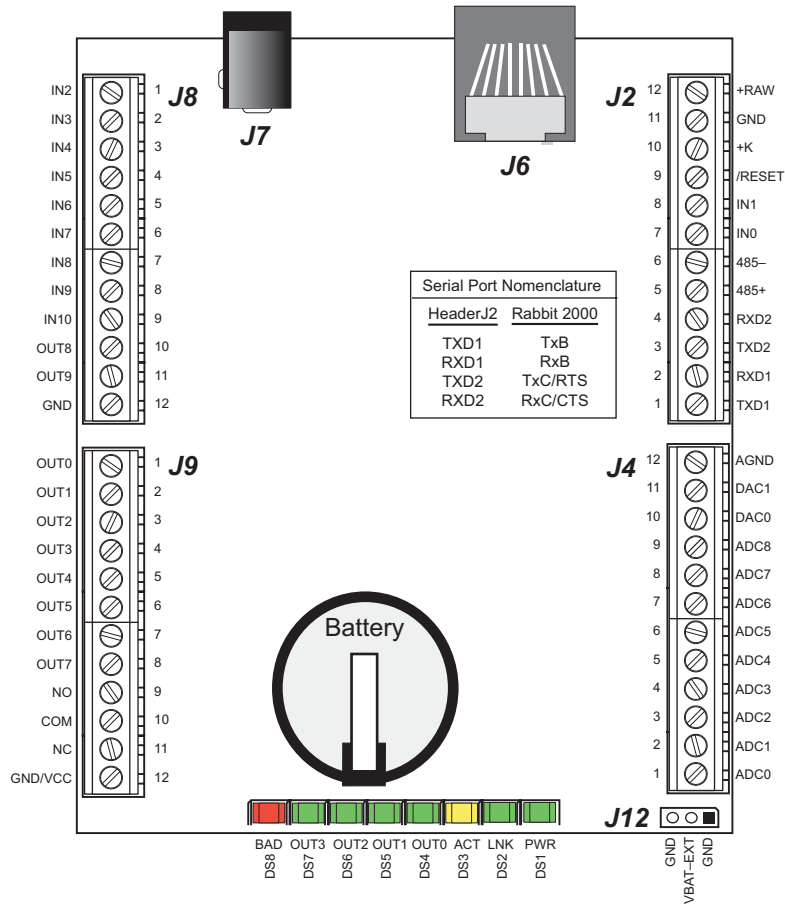 J8
IN2 1
IN3 2
IN4 3
IN5 4
IN6 5
IN7 6
IN8 7
IN9 8
IN10 9
OUT8 10
OUT9 11
GND 12
J7
J6
J2
12 +RAW
11 GND
10 +K
9 /RESET
8 IN1
7 IN0
6 485–
5 485+
4 RXD2
3 TXD2
2 RXD1
1 TXD1
Serial Port Nomenclature
HeaderJ2 Rabbit 2000
TXD1 TxB
RXD1 RxB
TXD2 TxC/RTS
RXD2 RxC/CTS
J9
OUT0 1
OUT1 2
OUT2 3
OUT3 4
OUT4 5
OUT5 6
OUT6 7
OUT7 8
NO 9
COM 10
NC 11
GND/VCC 12
Battery
J4
12 AGND
11 DAC1
10 DAC0
9 ADC8
8 ADC7
7 ADC6
6 ADC5
5 ADC4
4 ADC3
3 ADC2
2 ADC1
1 ADC0
J12
GND
VBAT–EXT
GND
BAD OUT3 OUT2 OUT1 OUT0 ACT LNK PWR
DS8 DS7 DS6 DS5 DS4 DS3 DS2 DS1